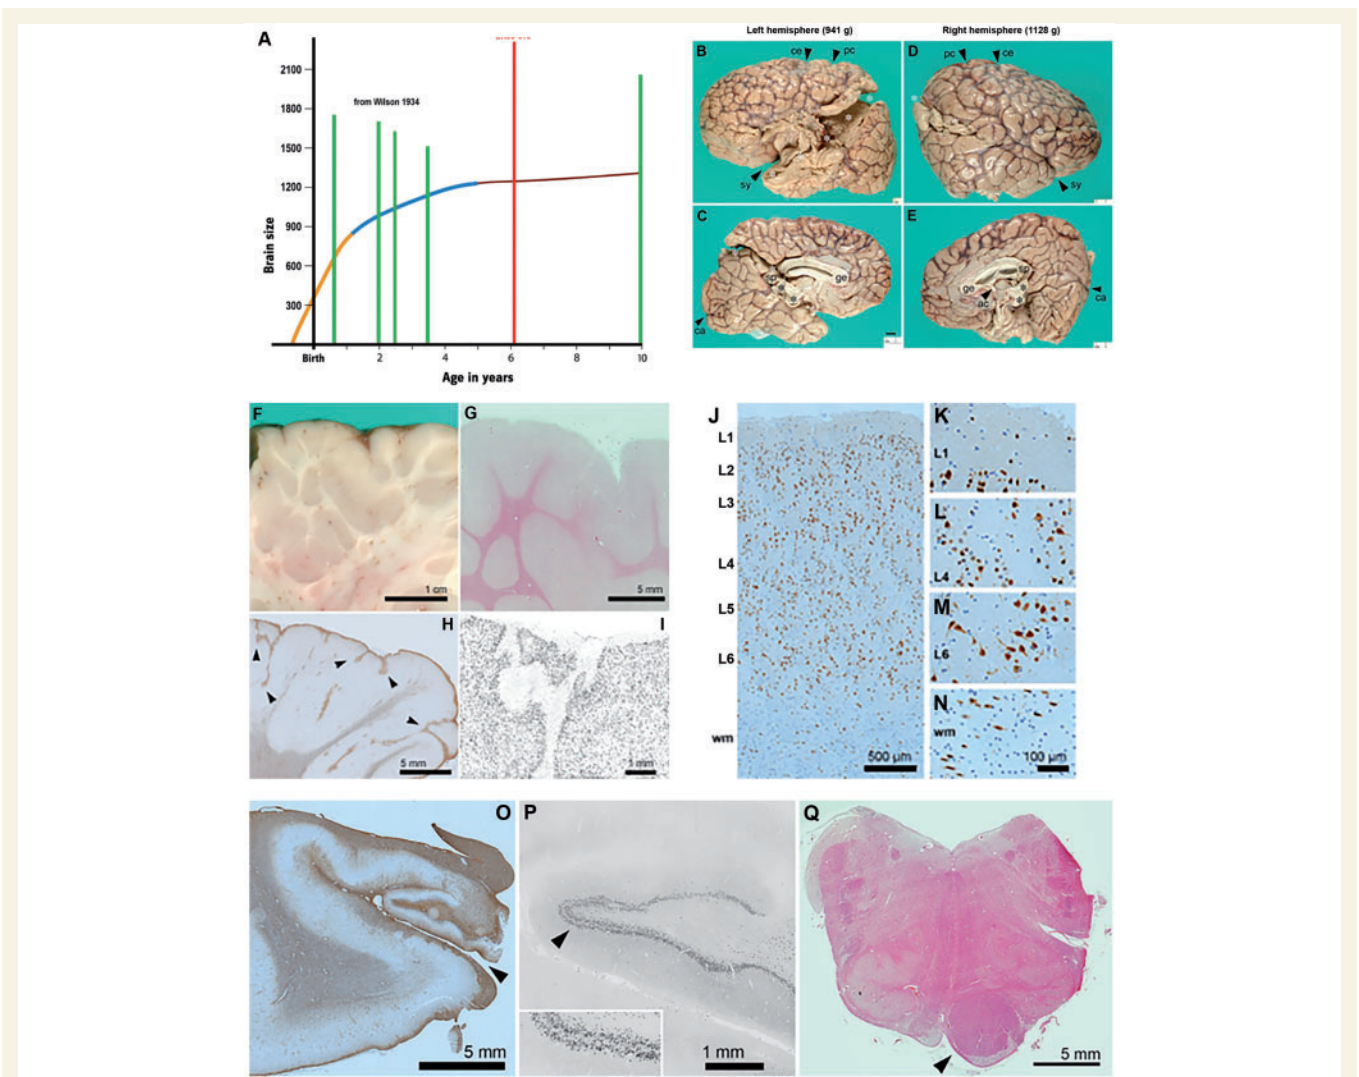 A
2100
1800
1500
1200
900
600
300
Brain size
from Wilson 1934
Birth
2
4
6
8
10
Age in years
Left hemisphere (941 g)
Right hemisphere (1128 g)
B
ce
pc
sy
D
pc
ce
sy
C
sp
ge
ca
E
ge
sp
ac
ca
F
1 cm
G
5 mm
H
5 mm
I
1 mm
J
L1
L2
L3
L4
L5
L6
wm
500 µm
K
L1
L
L4
M
L6
N
wm
100 µm
O
5 mm
P
1 mm
Q
5 mm